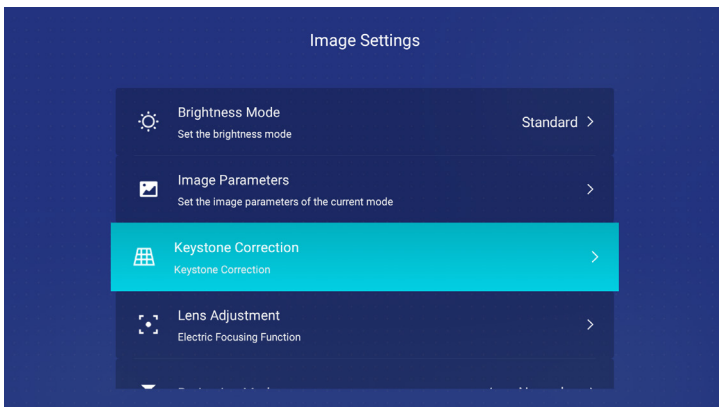 Image Settings
Brightness Mode
Set the brightness mode
Standard
Image Parameters
Set the image parameters of the current mode
Keystone Correction
Keystone Correction
Lens Adjustment
Electric Focusing Function